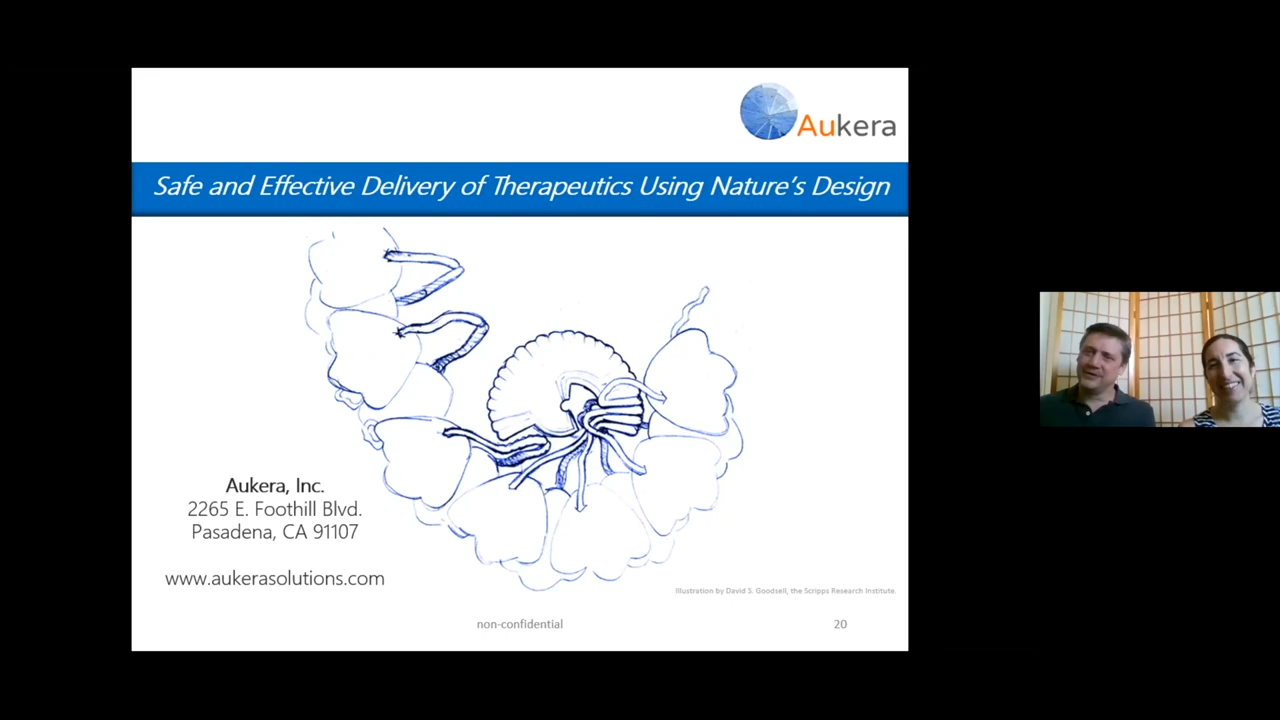 Aukera
Safe and Effective Delivery of Therapeutics Using Nature's Design
Aukera, Inc.
2265 E. Foothill Blvd.
Pasadena, CA 91107
www.aukerasolutions.com
Illustration by David S. Goodsell, the Scripps Research Institute.
non-confidential
20